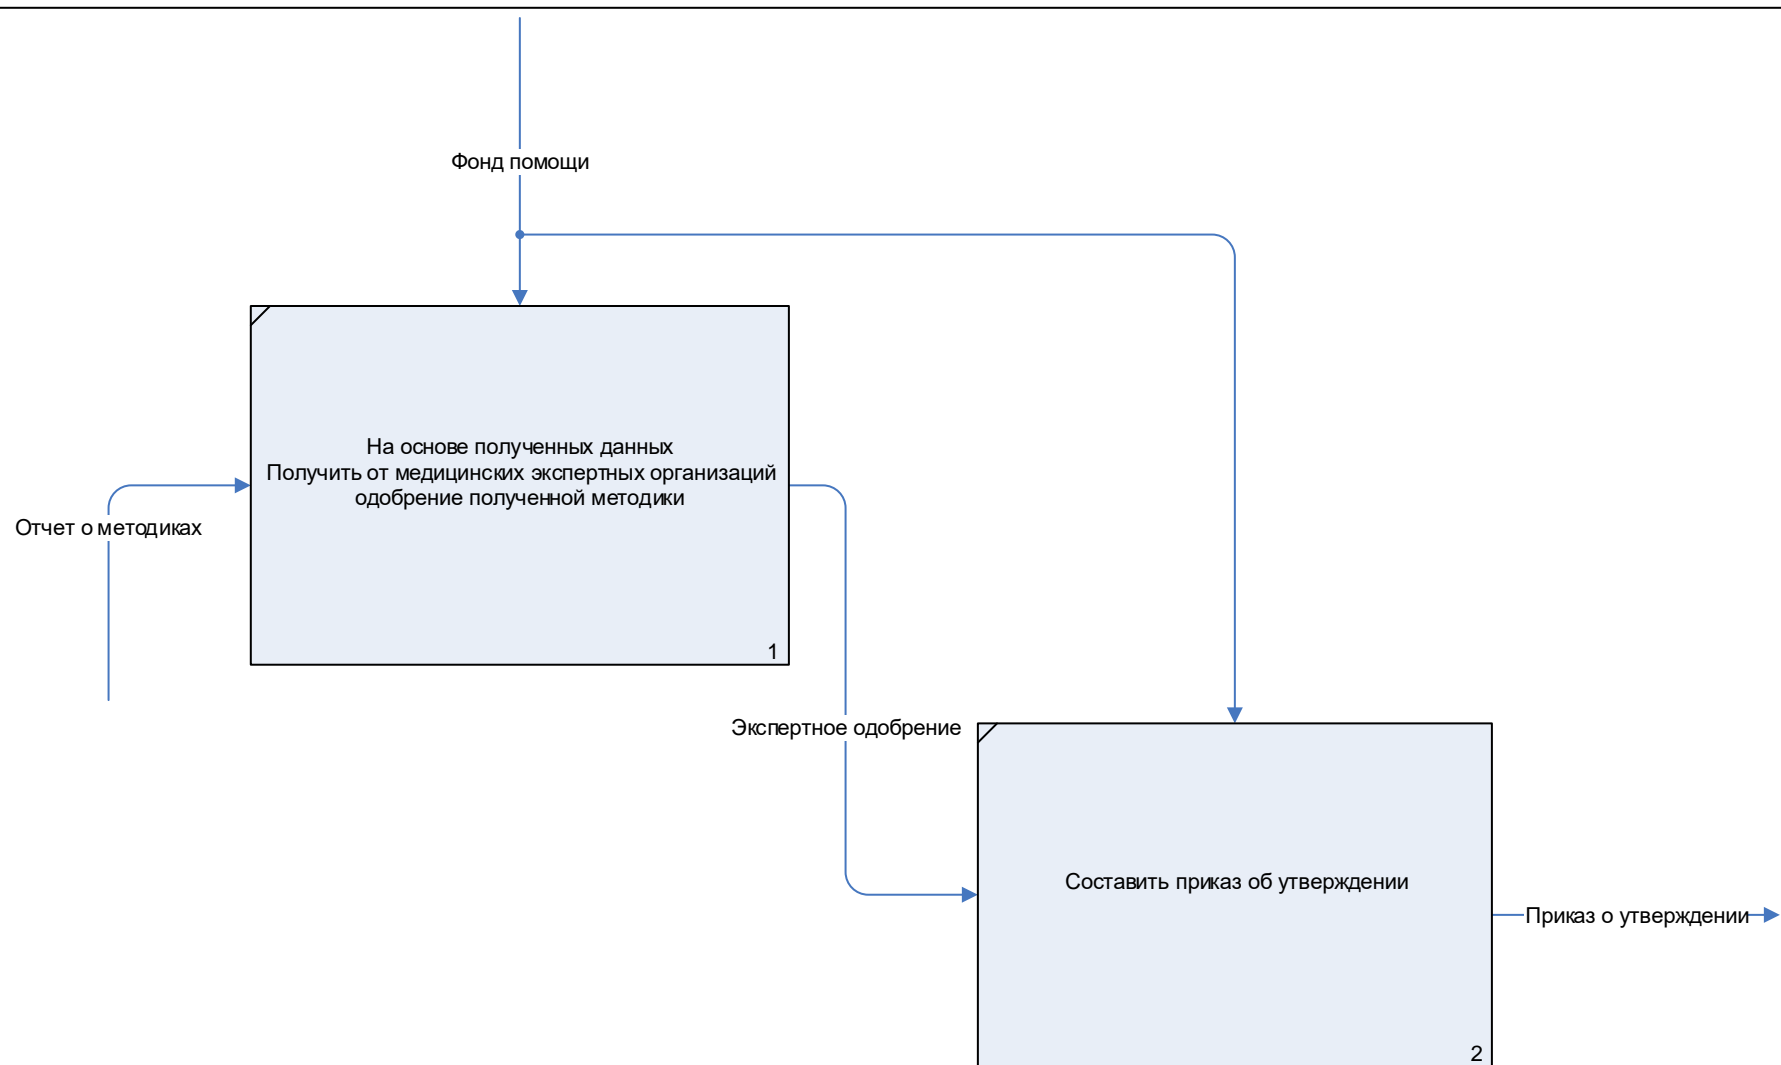 Фонд помощи
На основе полученных данных
Получить от медицинских экспертных организаций
одобрение полученной методики
Отчет о методиках
1
Экспертное одобрение
Составить приказ об утверждении
Приказ о утверждении
2